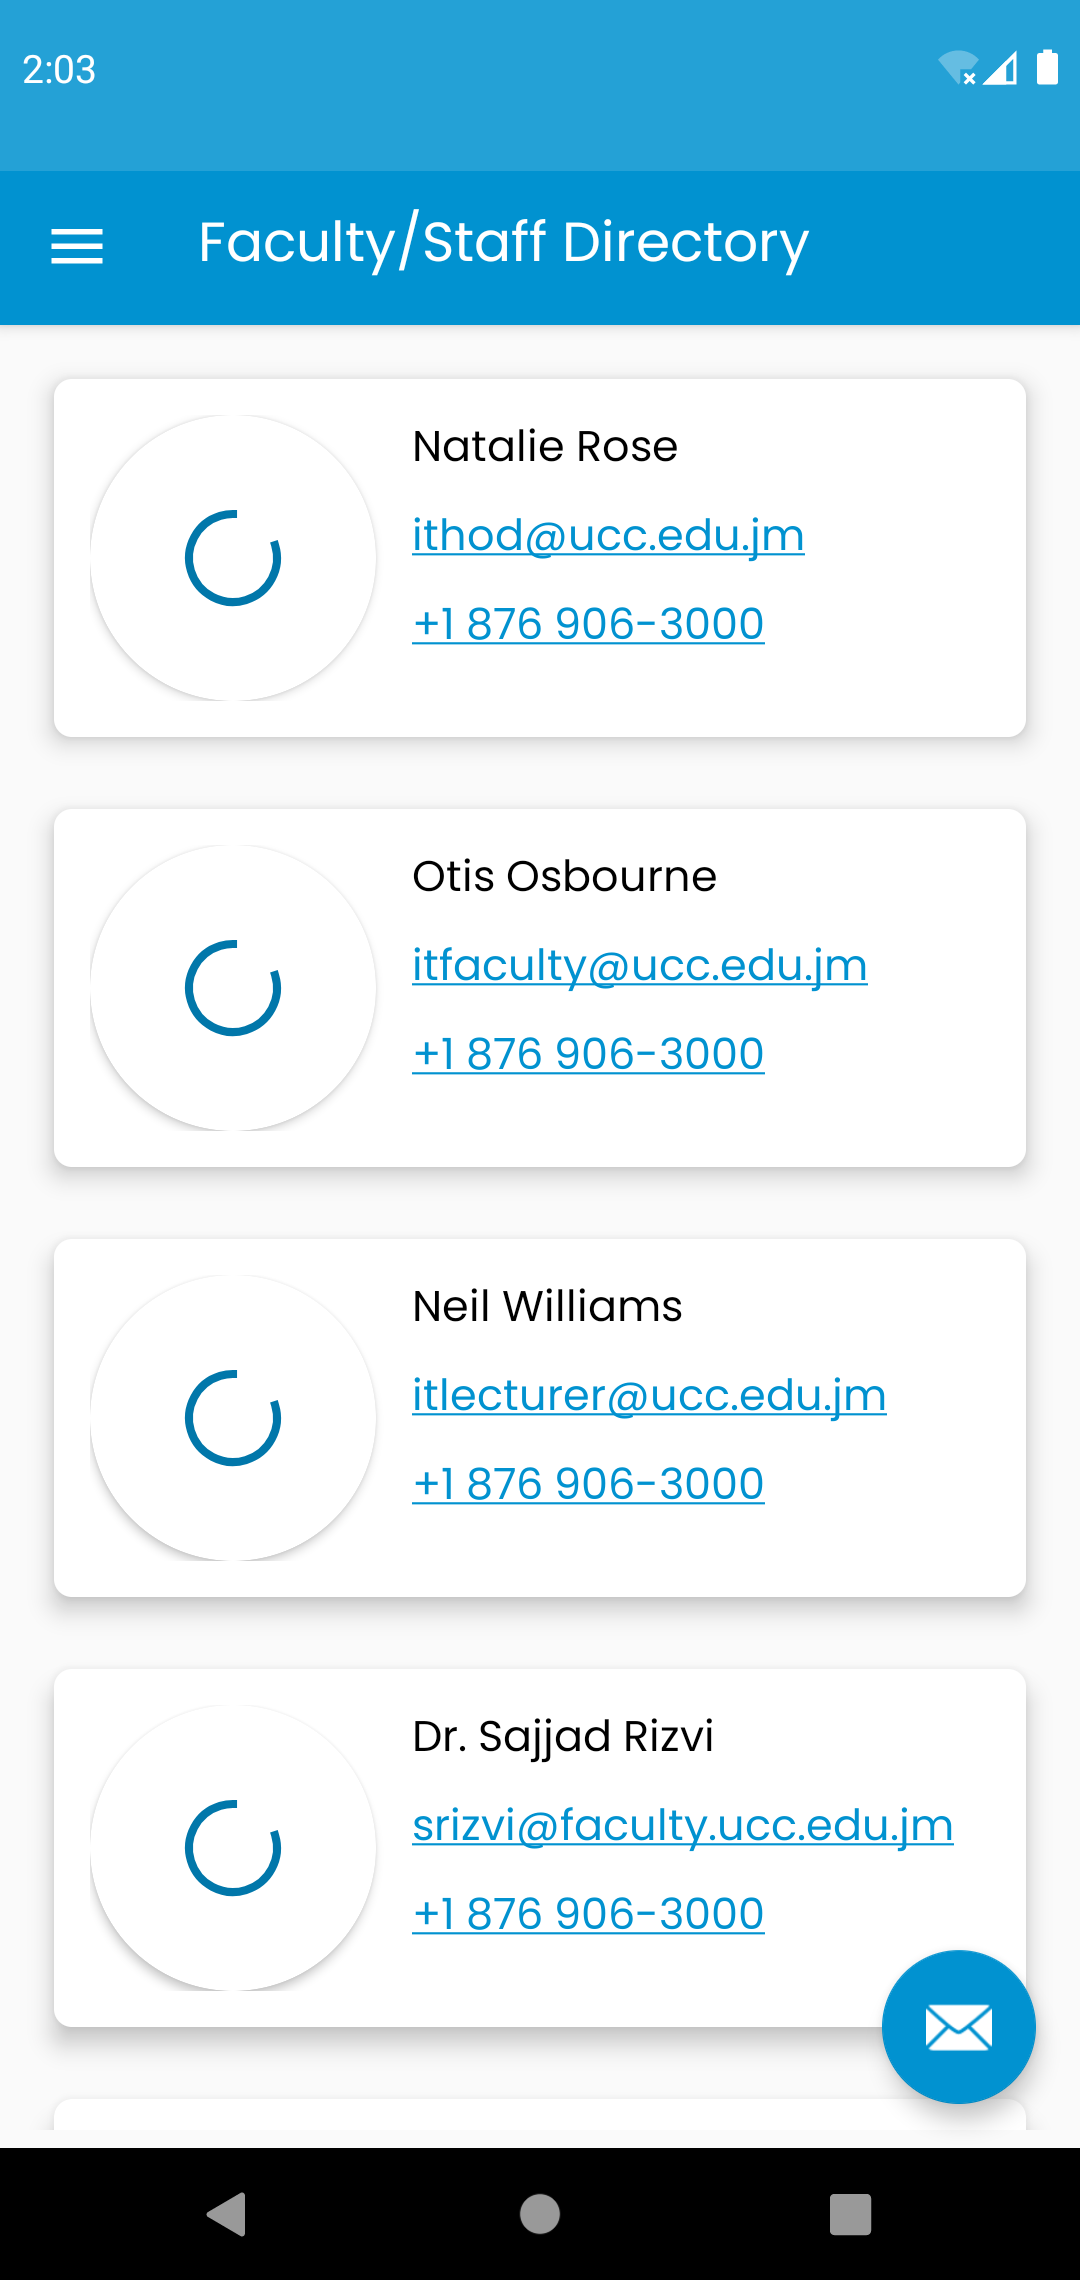 2:03
Faculty/Staff Directory
Natalie Rose
ithod@ucc.edu.jm
+1 876 906-3000
Otis Osbourne
itfaculty@ucc.edu.jm
+1 876 906-3000
Neil Williams
itlecturer@ucc.edu.jm
+1 876 906-3000
Dr. Sajjad Rizvi
srizvi@faculty.ucc.edu.jm
+1 876 906-3000